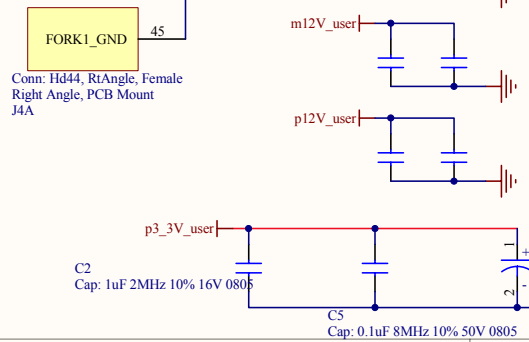 m12V_user
FORK1_GND
45
Conn: Hd44, RtAngle, Female
Right Angle, PCB Mount
J4A
p12V_user
p3_3V_user
C2
Cap: 1uF 2MHz 10% 16V 0805
1
+
2
-
C5
Cap: 0.1uF 8MHz 10% 50V 0805